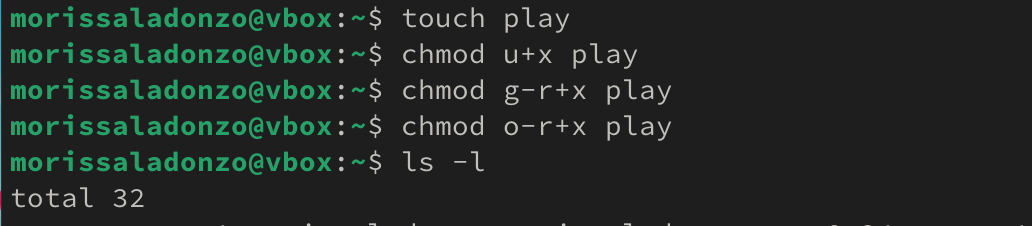 morissaladonzo@vbox:~$ touch play
morissaladonzo@vbox:~$ chmod u+x play
morissaladonzo@vbox:~$ chmod g-r+x play
morissaladonzo@vbox:~$ chmod o-r+x play
morissaladonzo@vbox:~$ ls -l
total 32